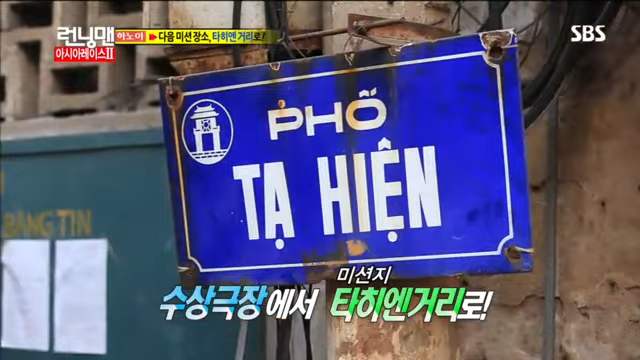 런닝맨 하노이 다음 미션 장소, 타히엔 거리로!
아시아레이스II
SBS
PHỐ
TẠ HIỆN
BẢNG TIN
미션지
수상극장에서 타히엔거리로!